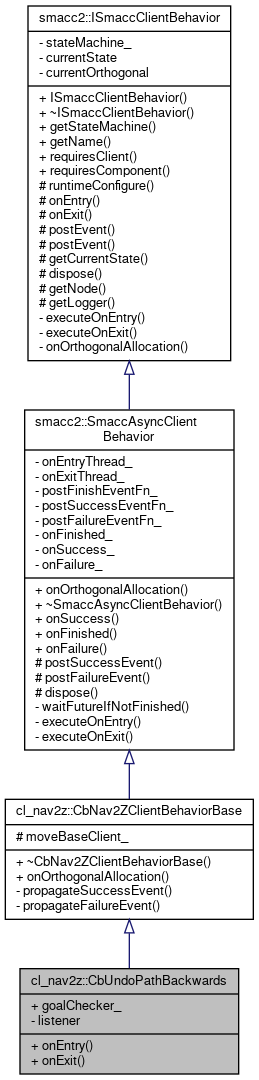 smacc2::ISmaccClientBehavior
- stateMachine_
- currentState
- currentOrthogonal
+ ISmaccClientBehavior()
+ ~ISmaccClientBehavior()
+ getStateMachine()
+ getName()
+ requiresClient()
+ requiresComponent()
# runtimeConfigure()
# onEntry()
# onExit()
# postEvent()
# postEvent()
# getCurrentState()
# dispose()
# getNode()
# getLogger()
- executeOnEntry()
- executeOnExit()
- onOrthogonalAllocation()
smacc2::SmaccAsyncClient
Behavior
- onEntryThread_
- onExitThread_
- postFinishEventFn_
- postSuccessEventFn_
- postFailureEventFn_
- onFinished_
- onSuccess_
- onFailure_
+ onOrthogonalAllocation()
+ ~SmaccAsyncClientBehavior()
+ onSuccess()
+ onFinished()
+ onFailure()
# postSuccessEvent()
# postFailureEvent()
# dispose()
- waitFutureIfNotFinished()
- executeOnEntry()
- executeOnExit()
cl_nav2z::CbNav2ZClientBehaviorBase
# moveBaseClient_
+ ~CbNav2ZClientBehaviorBase()
+ onOrthogonalAllocation()
- propagateSuccessEvent()
- propagateFailureEvent()
cl_nav2z::CbUndoPathBackwards
+ goalChecker_
- listener
+ onEntry()
+ onExit()